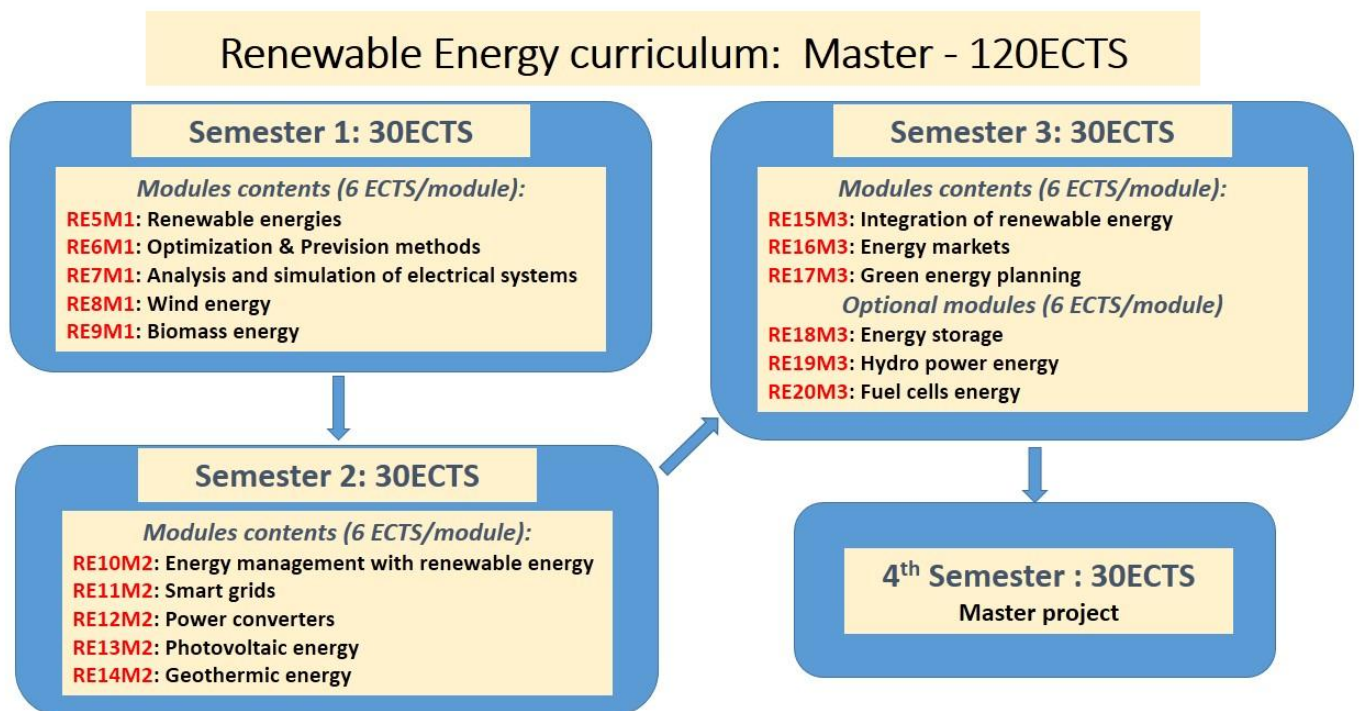 Renewable Energy curriculum: Master - 120ECTS
Semester 1: 30ECTS
Modules contents (6 ECTS/module):
RE5M1: Renewable energies
RE6M1: Optimization & Prevision methods
RE7M1: Analysis and simulation of electrical systems
RE8M1: Wind energy
RE9M1: Biomass energy
Semester 2: 30ECTS
Modules contents (6 ECTS/module):
RE10M2: Energy management with renewable energy
RE11M2: Smart grids
RE12M2: Power converters
RE13M2: Photovoltaic energy
RE14M2: Geothermic energy
Semester 3: 30ECTS
Modules contents (6 ECTS/module):
RE15M3: Integration of renewable energy
RE16M3: Energy markets
RE17M3: Green energy planning
Optional modules (6 ECTS/module)
RE18M3: Energy storage
RE19M3: Hydro power energy
RE20M3: Fuel cells energy
4th Semester : 30ECTS
Master project